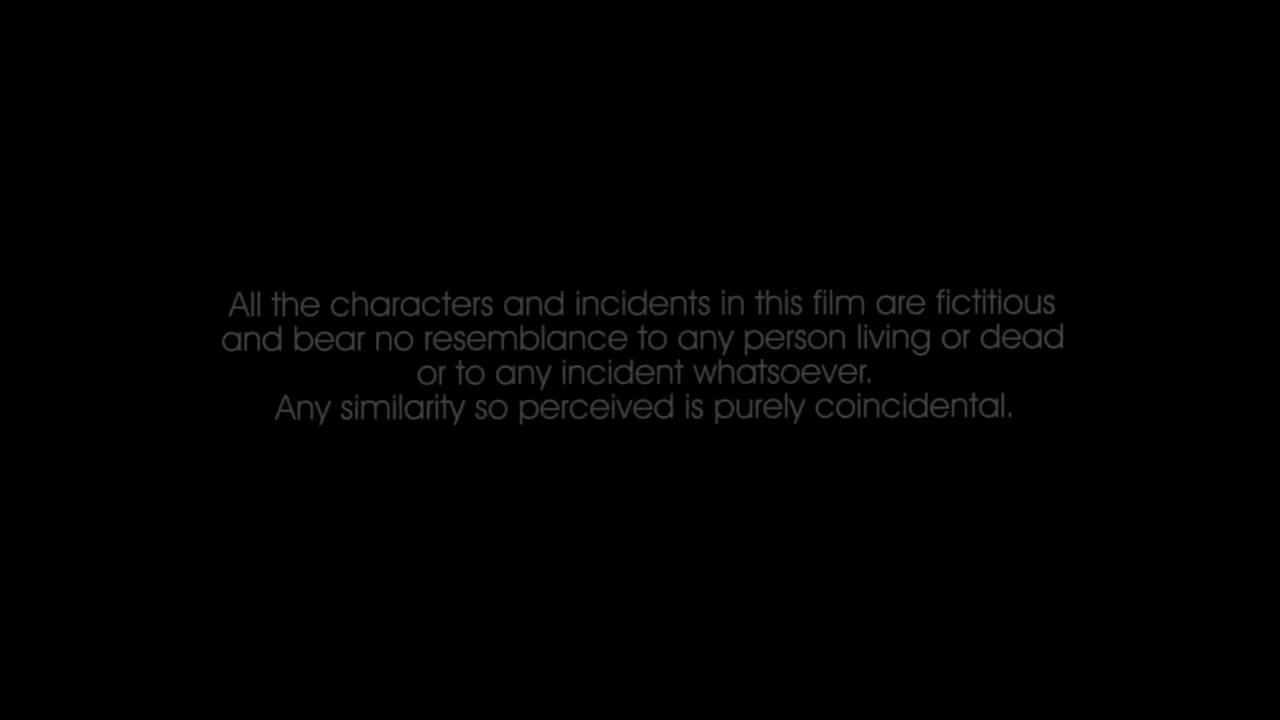 All the characters and incidents in this film are fictitious
and bear no resemblance to any person living or dead
or to any incident whatsoever.
Any similarity so perceived is purely coincidental.